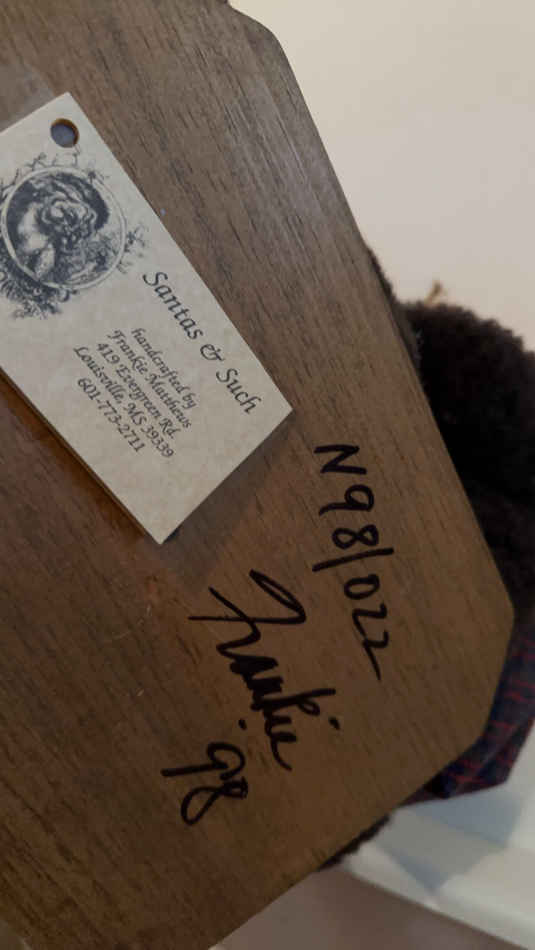 Santas & Such
handcrafted by
Frankie Matthews
419 Evergreen Rd.
Louisville, MS 39339
601-773-2711
N98/022
Frankie
'98